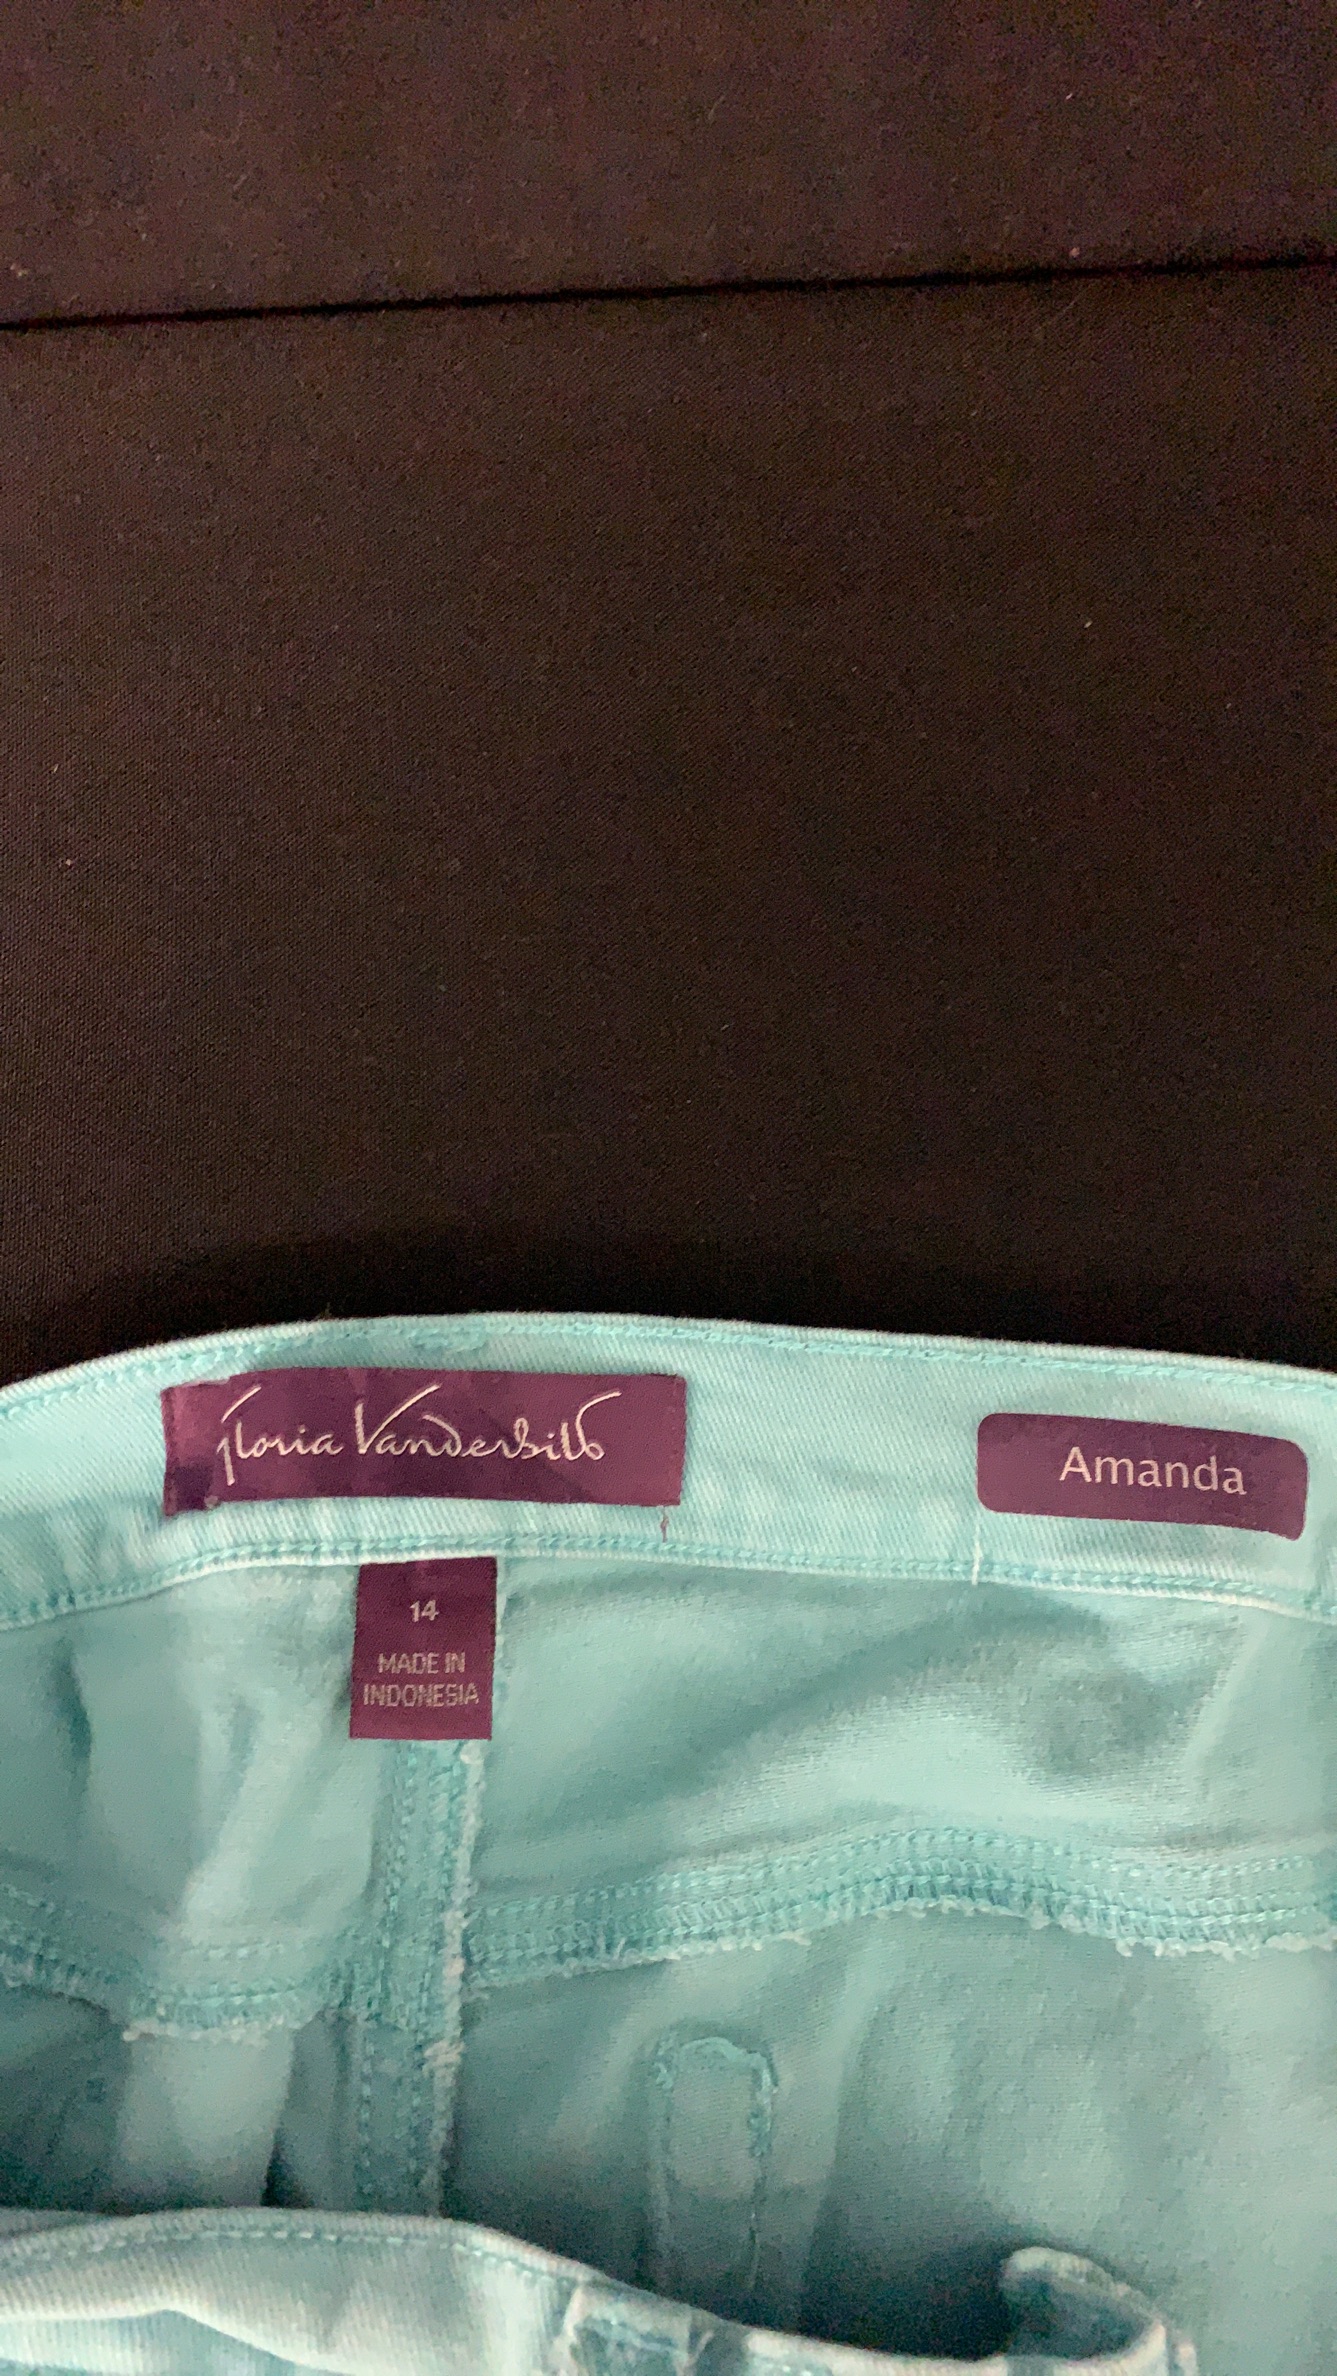 Gloria Vanderbilt
Amanda
14
MADE IN
INDONESIA